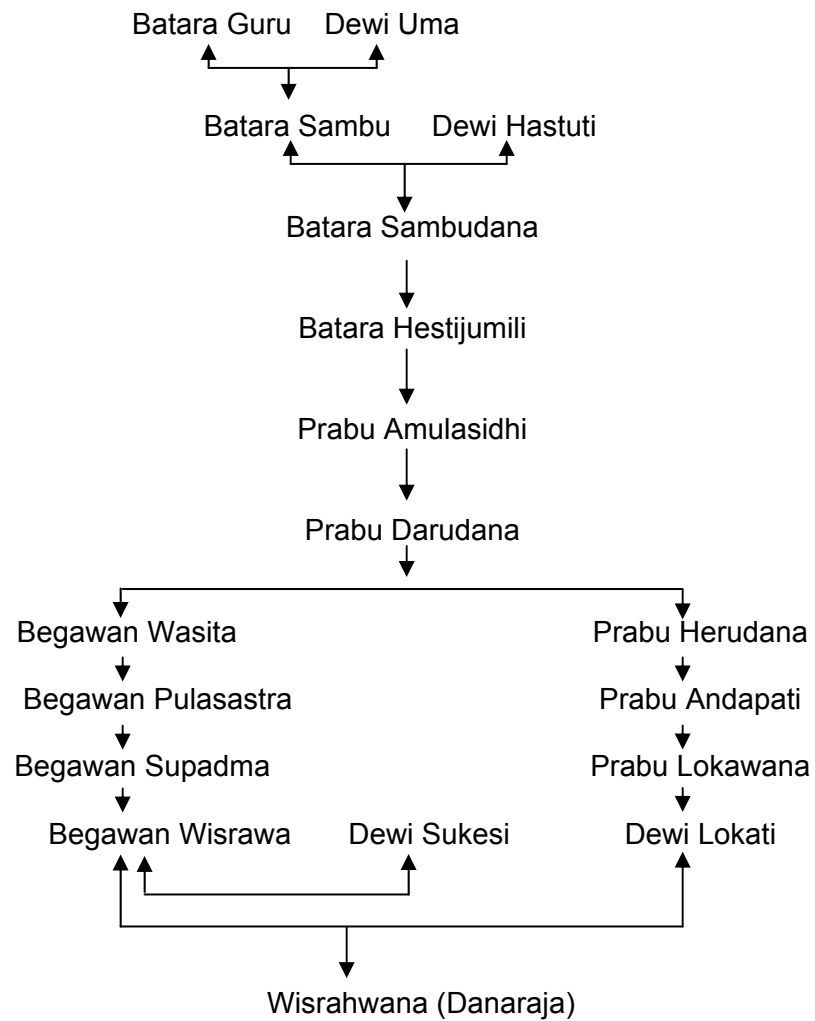 Batara Guru Dewi Uma
Batara Sambu Dewi Hastuti
Batara Sambudana
Batara Hestijumili
Prabu Amulasidhi
Prabu Darudana
Begawan Wasita Prabu Herudana
Begawan Pulasastra Prabu Andapati
Begawan Supadma Prabu Lokawana
Begawan Wisrawa Dewi Sukesi Dewi Lokati
Wisrahwana (Danaraja)